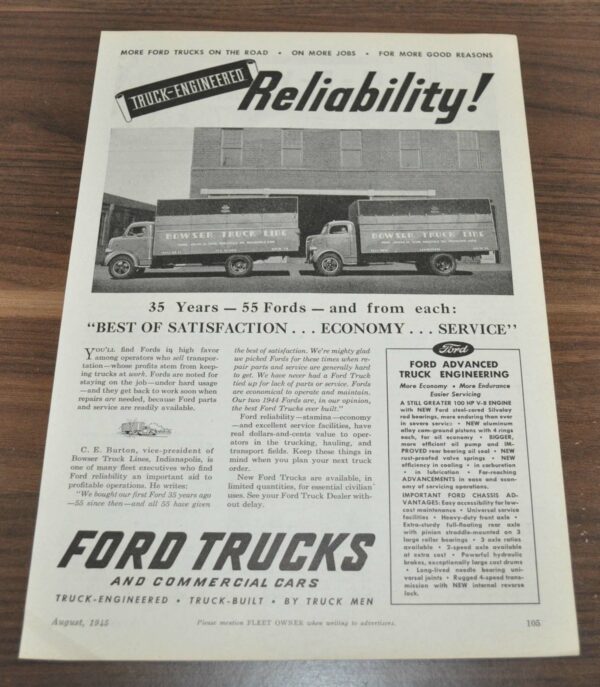 MORE FORD TRUCKS ON THE ROAD • ON MORE JOBS • FOR MORE GOOD REASONS
TRUCK-ENGINEERED
Reliability!
BOWSER TRUCK LINE
BOWSER TRUCK LINE
35 Years — 55 Fords — and from each:
“BEST OF SATISFACTION . . . ECONOMY . . . SERVICE”
YOU'LL find Fords in high favor
among operators who sell transpor-
tation—whose profits stem from keep-
ing trucks at work. Fords are noted for
staying on the job—under hard usage
—and they get back to work soon when
repairs are needed, because Ford parts
and service are readily available.
C. E. Burton, vice-president of
Bowser Truck Lines, Indianapolis, is
one of many fleet executives who find
Ford reliability an important aid to
profitable operations. He writes:
"We bought our first Ford 35 years ago
—55 since then—and all 55 have given
the best of satisfaction. We're mighty glad
we picked Fords for these times when re-
pair parts and service are generally hard
to get. We have never had a Ford Truck
tied up for lack of parts or service. Fords
are economical to operate and maintain.
Our two 1944 Fords are, in our opinion,
the best Ford Trucks ever built."
Ford reliability—stamina—economy
—and excellent service facilities, have
real dollars-and-cents value to oper-
ators in the trucking, hauling, and
transport fields. Keep these things in
mind when you plan your next truck
order.
New Ford Trucks are available, in
limited quantities, for essential civilian
uses. See your Ford Truck Dealer with-
out delay.
Ford
FORD ADVANCED
TRUCK ENGINEERING
More Economy • More Endurance
Easier Servicing
A STILL GREATER 100 HP V-8 ENGINE
with NEW Ford steel-cored Silvaloy
rod bearings, more enduring than ever
in severe service • NEW aluminum
alloy cam-ground pistons with 4 rings
each, for oil economy • BIGGER,
more efficient oil pump and IM-
PROVED rear bearing oil seal • NEW
rust-proofed valve springs • NEW
efficiency in cooling • in carburetion
• in lubrication • Far-reaching
ADVANCEMENTS in ease and econ-
omy of servicing operations.
IMPORTANT FORD CHASSIS AD-
VANTAGES: Easy accessibility for low-
cost maintenance • Universal service
facilities • Heavy-duty front axle •
Extra-sturdy full-floating rear axle
with pinion straddle-mounted on 3
large roller bearings • 3 axle ratios
available • 2-speed axle available
at extra cost • Powerful hydraulic
brakes, exceptionally large cast drums
• Long-lived needle bearing uni-
versal joints • Rugged 4-speed trans-
mission with NEW internal reverse
lock.
FORD TRUCKS
AND COMMERCIAL CARS
TRUCK-ENGINEERED • TRUCK-BUILT • BY TRUCK MEN
August, 1945
Please mention FLEET OWNER when writing to advertisers.
105